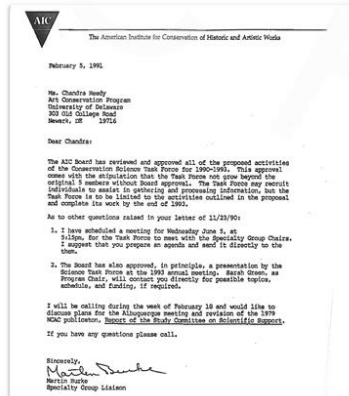 AIC
The American Institute for Conservation of Historic and Artistic Works
February 5, 1991
Ms. Chandra Reedy
Art Conservation Program
University of Delaware
303 Old College Road
Newark, DE 19716
Dear Chandra:
The AIC Board has reviewed and approved all of the proposed activities
of the Conservation Science Task Force for 1990-1993. This approval
comes with the stipulation that the Task Force not grow beyond the
original 5 members without Board approval. The Task Force may recruit
individuals to assist in gathering and processing information, but the
Task Force is to be limited to the activities outlined in the proposal
and complete its work by the end of 1993.
As to other questions raised in your letter of 11/23/90:
1. I have scheduled a meeting for Wednesday June 5, at
5:15pm, for the Task Force to meet with the Specialty Group Chairs.
I suggest that you prepare an agenda and send it directly to the
them.
2. The Board has also approved, in principle, a presentation by the
Science Task Force at the 1993 annual meeting. Sarah Green, as
Program Chair, will contact you directly for possible topics,
schedule, and funding, if required.
I will be calling during the week of February 18 and would like to
discuss plans for the Albuquerque meeting and revision of the 1979
NCAC publiciton, Report of the Study Committee on Scientific Support.
If you have any questions please call.
Sincerely,
Martin Burke
Martin Burke
Specialty Group Liaison